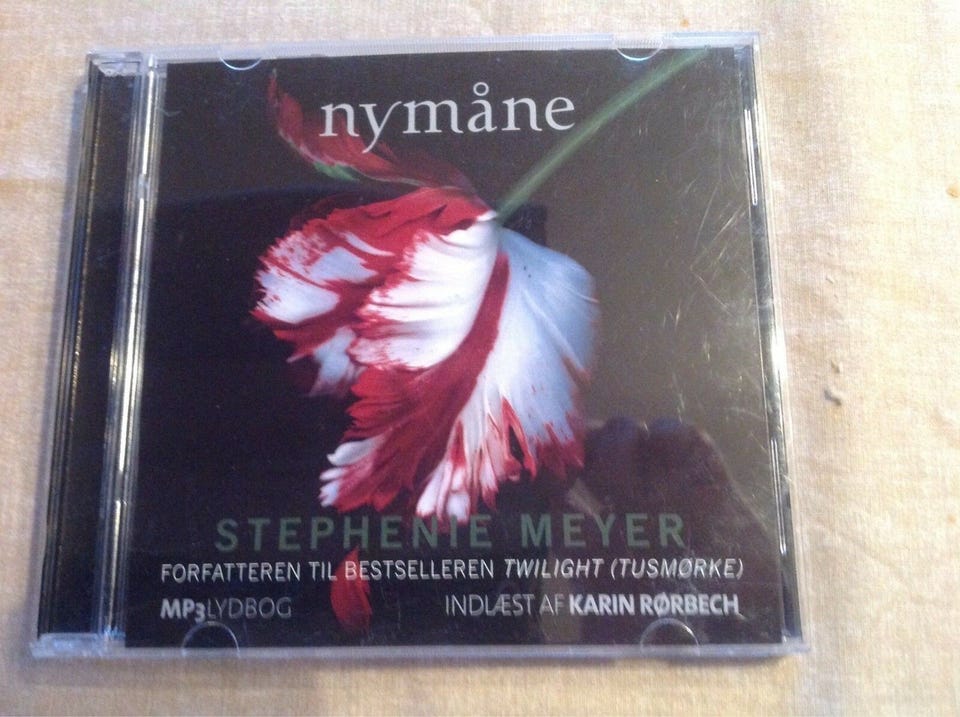 nymåne
STEPHENIE MEYER
FORFATTEREN TIL BESTSELLEREN TWILIGHT (TUSMØRKE)
MP3LYDBOG INDLÆST AF KARIN RØRBECH